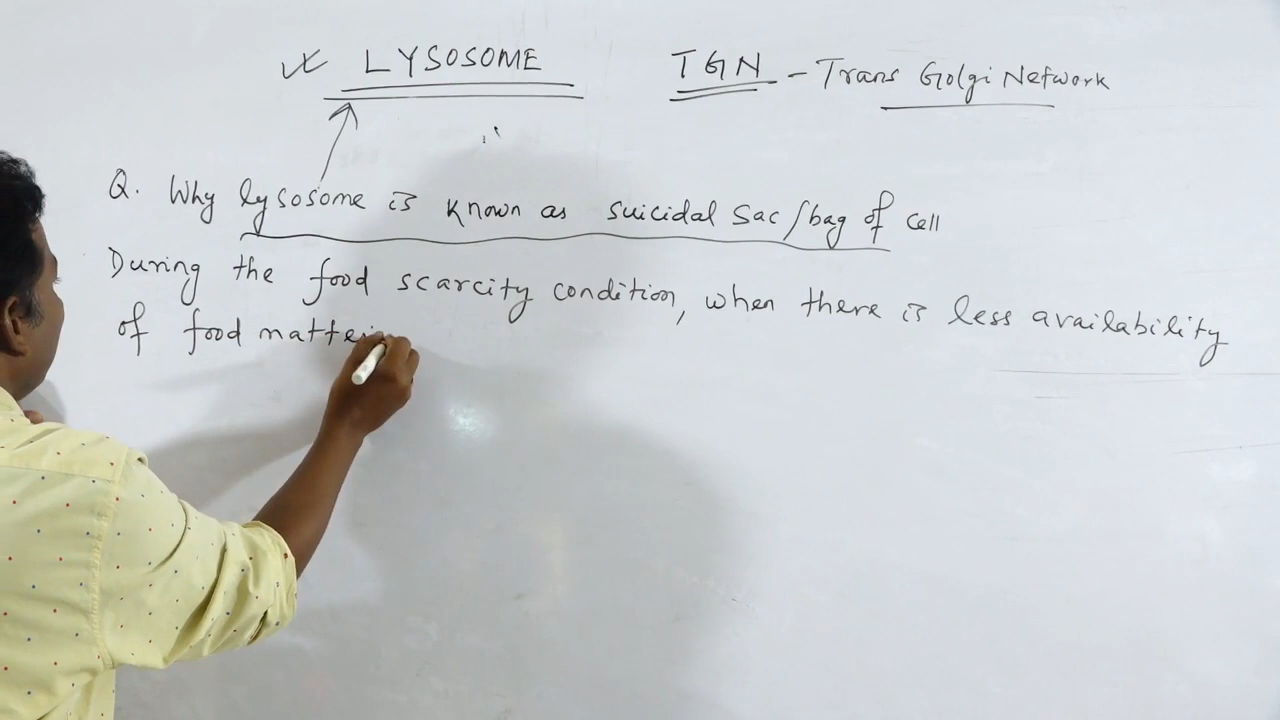 LYSOSOME
TGN - Trans Golgi Network
Q. Why lysosome is known as suicidal sac/bag of cell
During the food scarcity condition, when there is less availability
of food matter